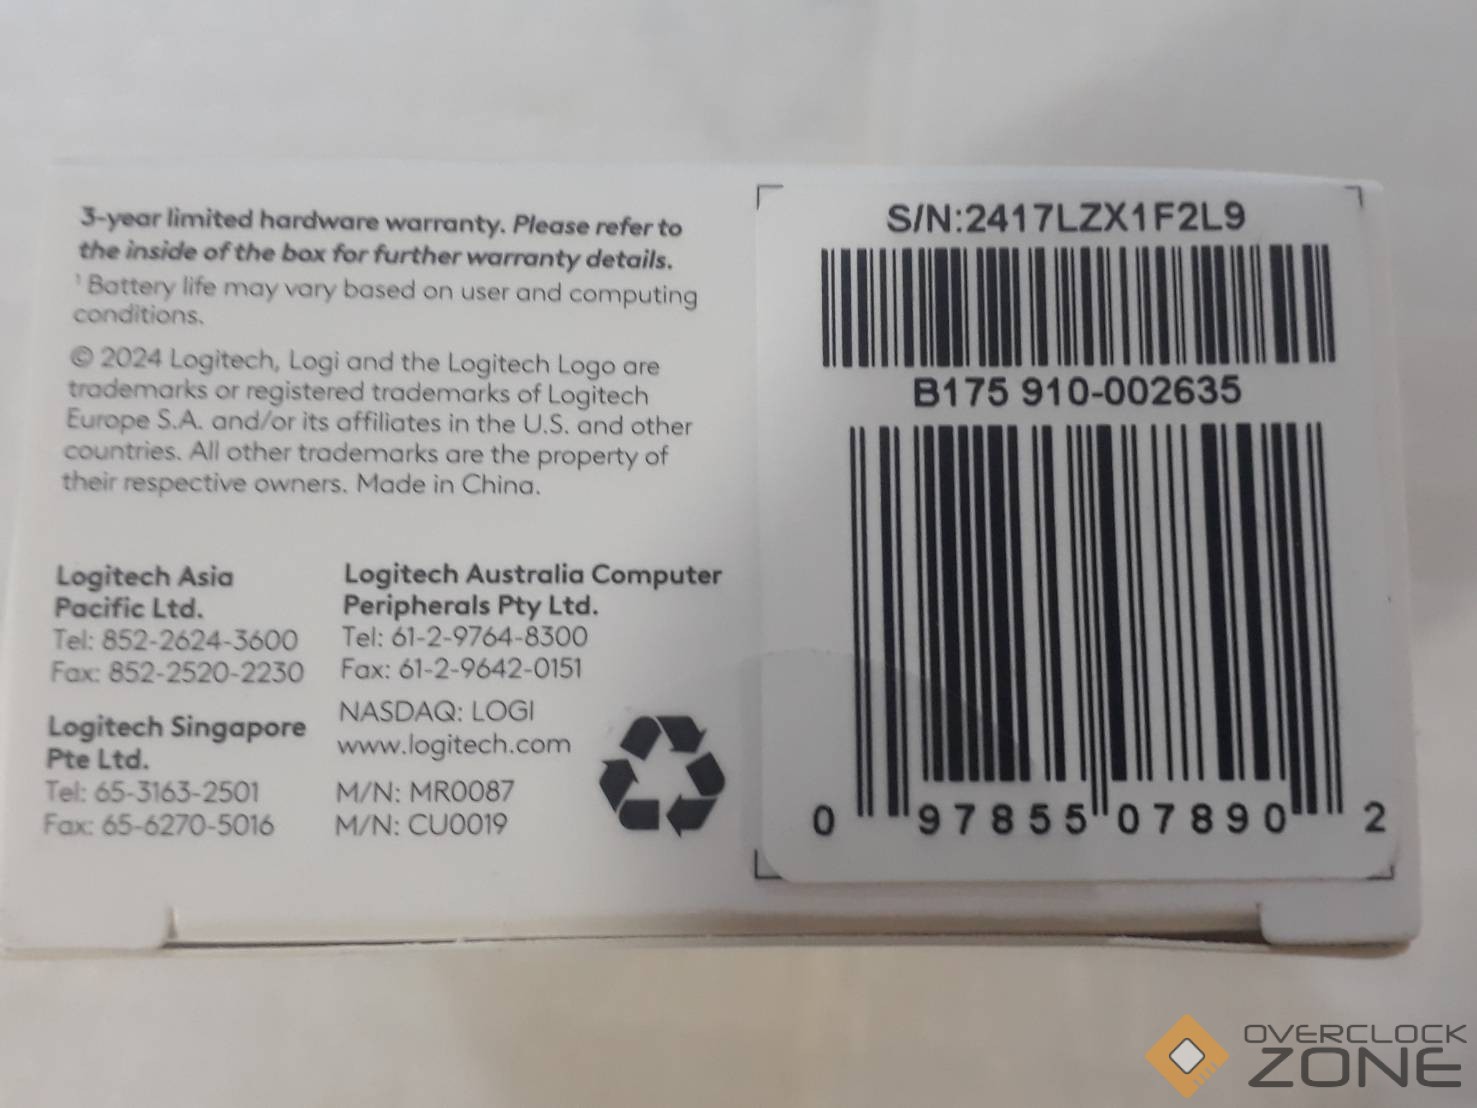 3-year limited hardware warranty. Please refer to
the inside of the box for further warranty details.
¹ Battery life may vary based on user and computing
conditions.
© 2024 Logitech, Logi and the Logitech Logo are
trademarks or registered trademarks of Logitech
Europe S.A. and/or its affiliates in the U.S. and other
countries. All other trademarks are the property of
their respective owners. Made in China.
Logitech Asia
Pacific Ltd.
Tel: 852-2624-3600
Fax: 852-2520-2230
Logitech Singapore
Pte Ltd.
Tel: 65-3163-2501
Fax: 65-6270-5016
Logitech Australia Computer
Peripherals Pty Ltd.
Tel: 61-2-9764-8300
Fax: 61-2-9642-0151
NASDAQ: LOGI
www.logitech.com
M/N: MR0087
M/N: CU0019
S/N:2417LZX1F2L9
B175 910-002635
0 97855 07890 2
OVERCLOCK
ZONE